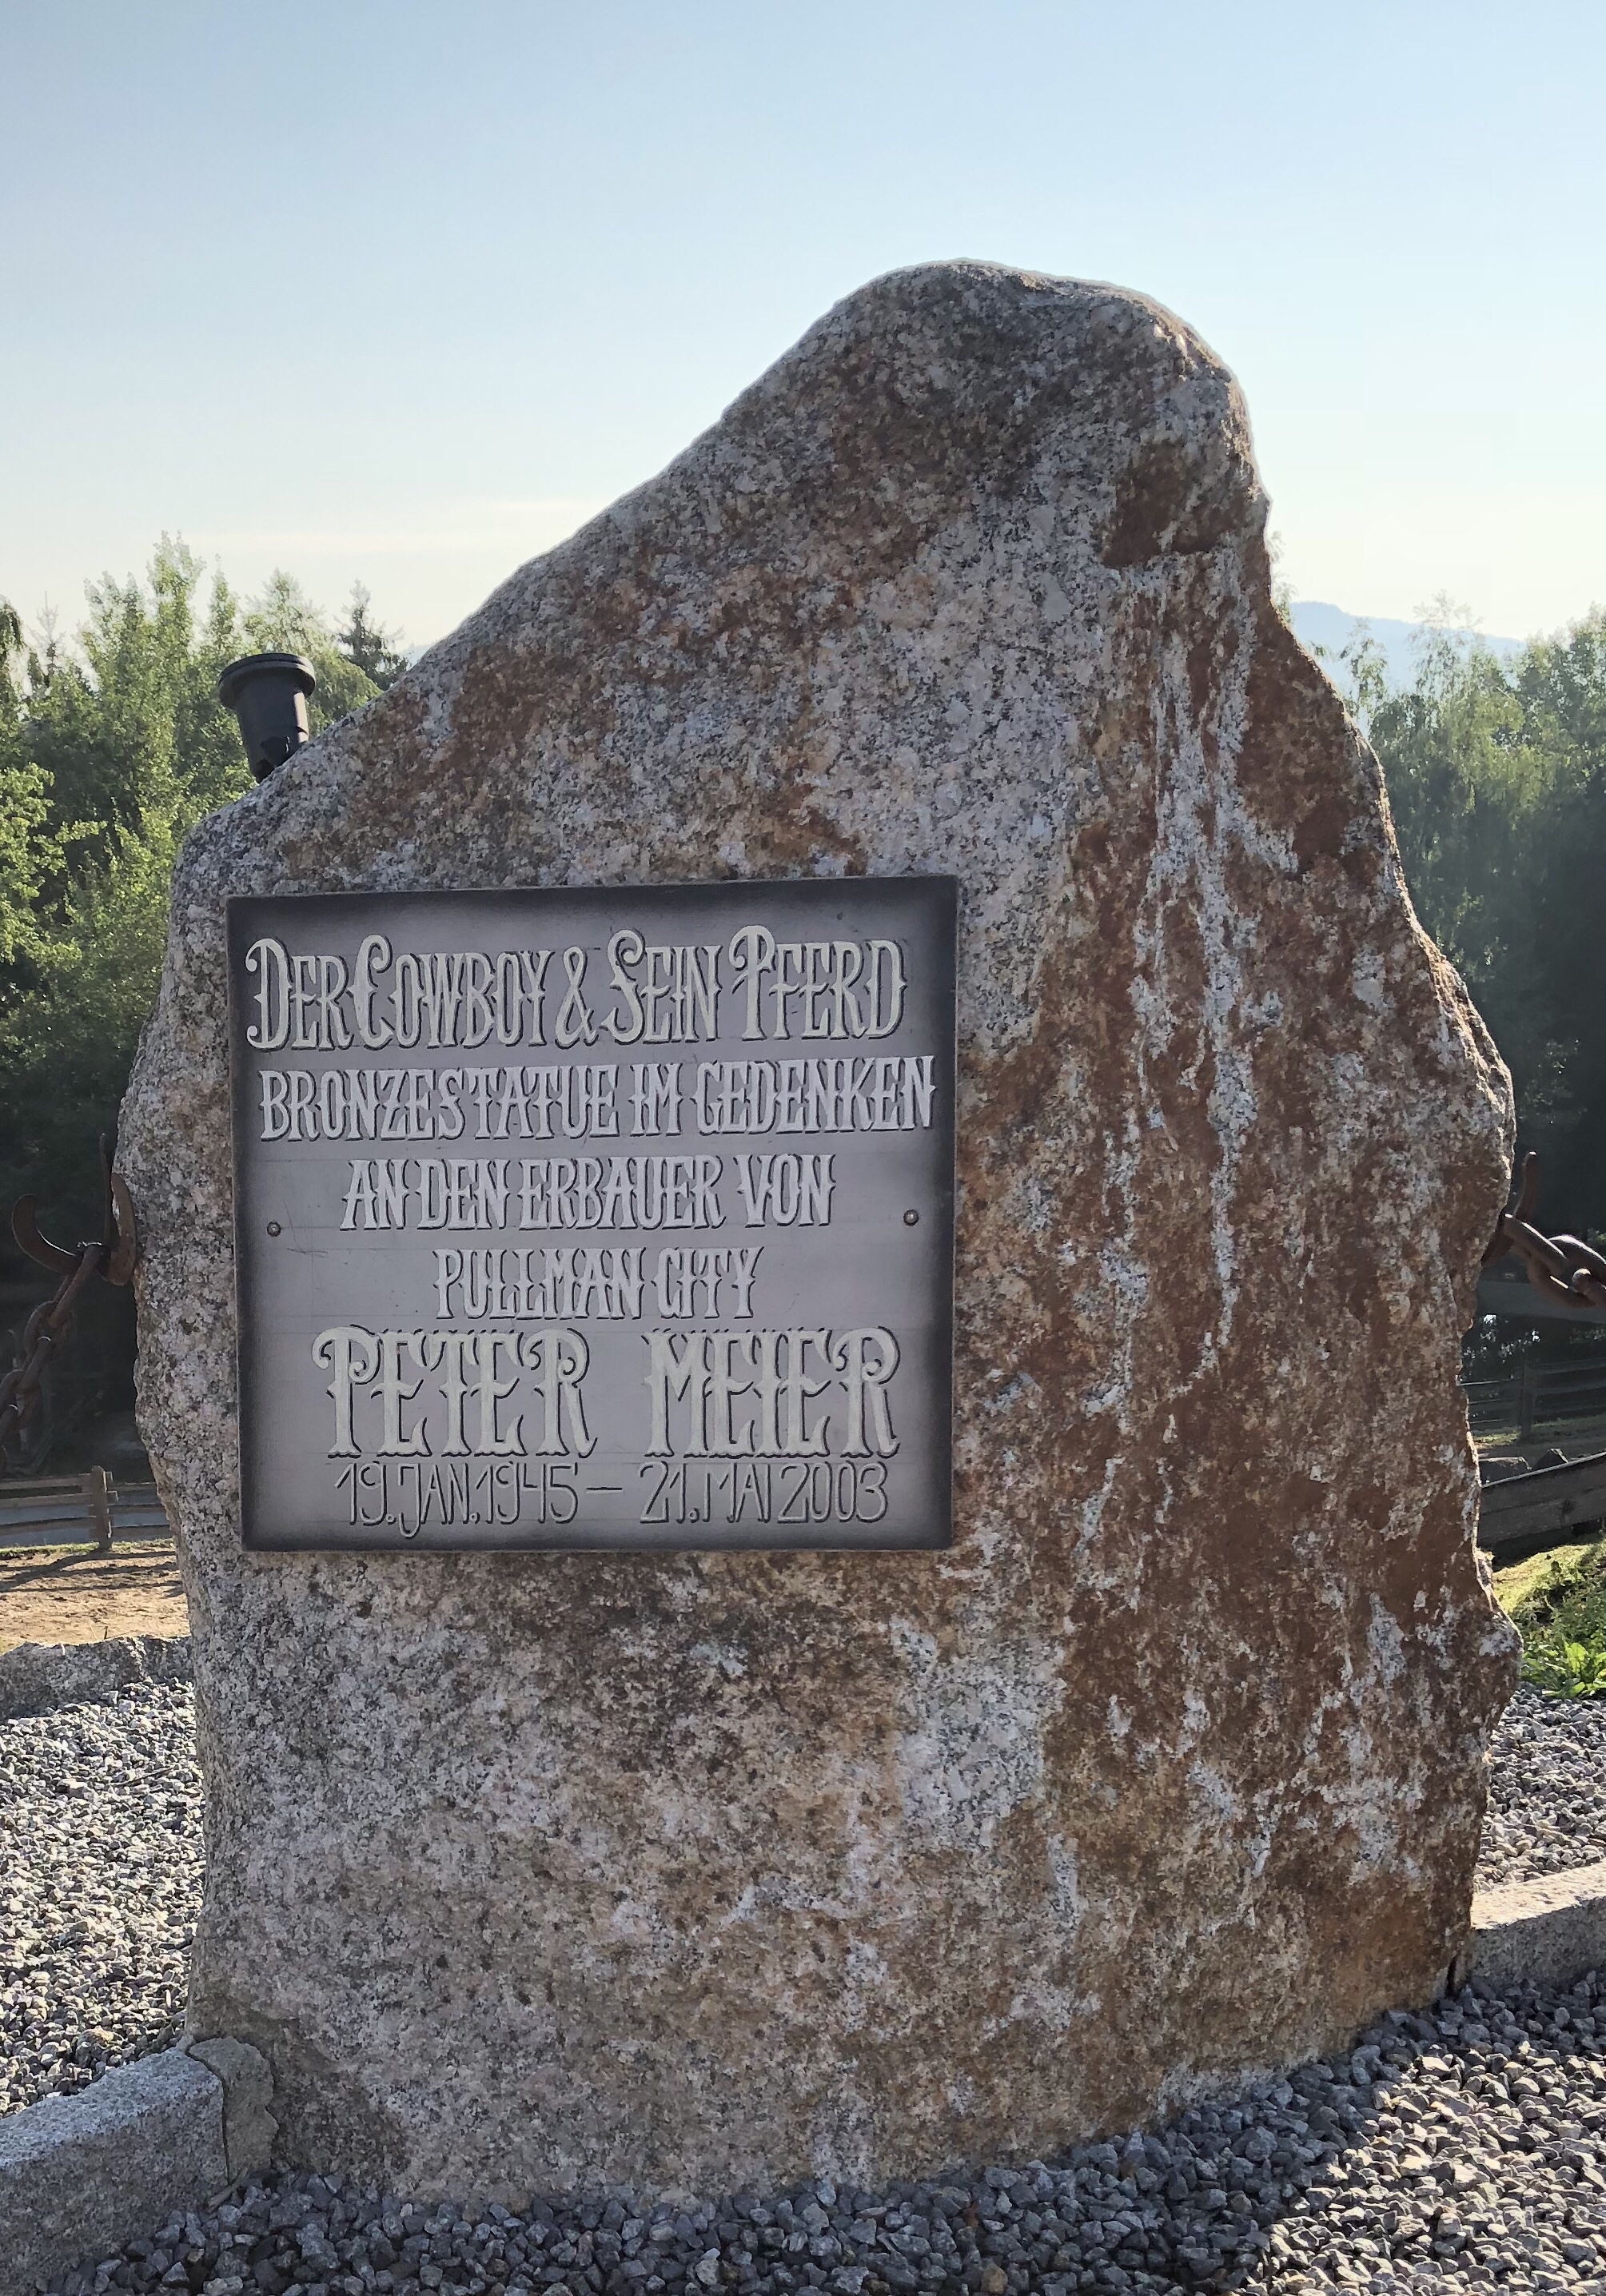 DER COWBOY & SEIN PFERD
BRONZESTATUE IM GEDENKEN
AN DEN ERBAUER VON
PULLMAN CITY
PETER MEIER
19. JAN. 1945 – 21. MAI 2003